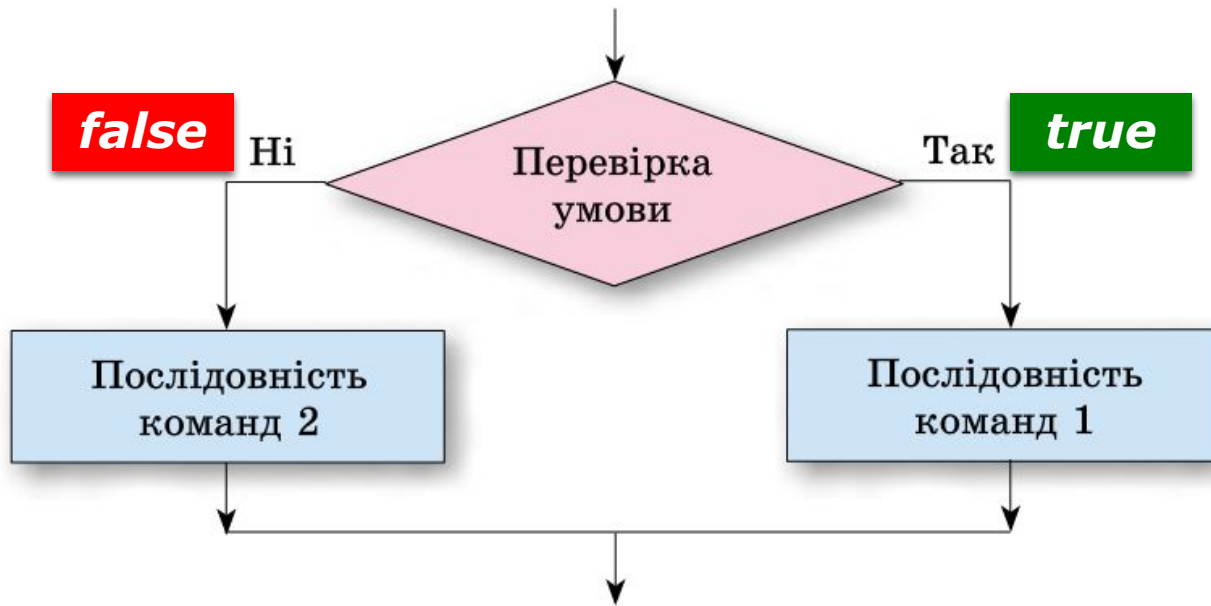 false
Ні
Перевірка
умови
Так
true
Послідовність
команд 2
Послідовність
команд 1